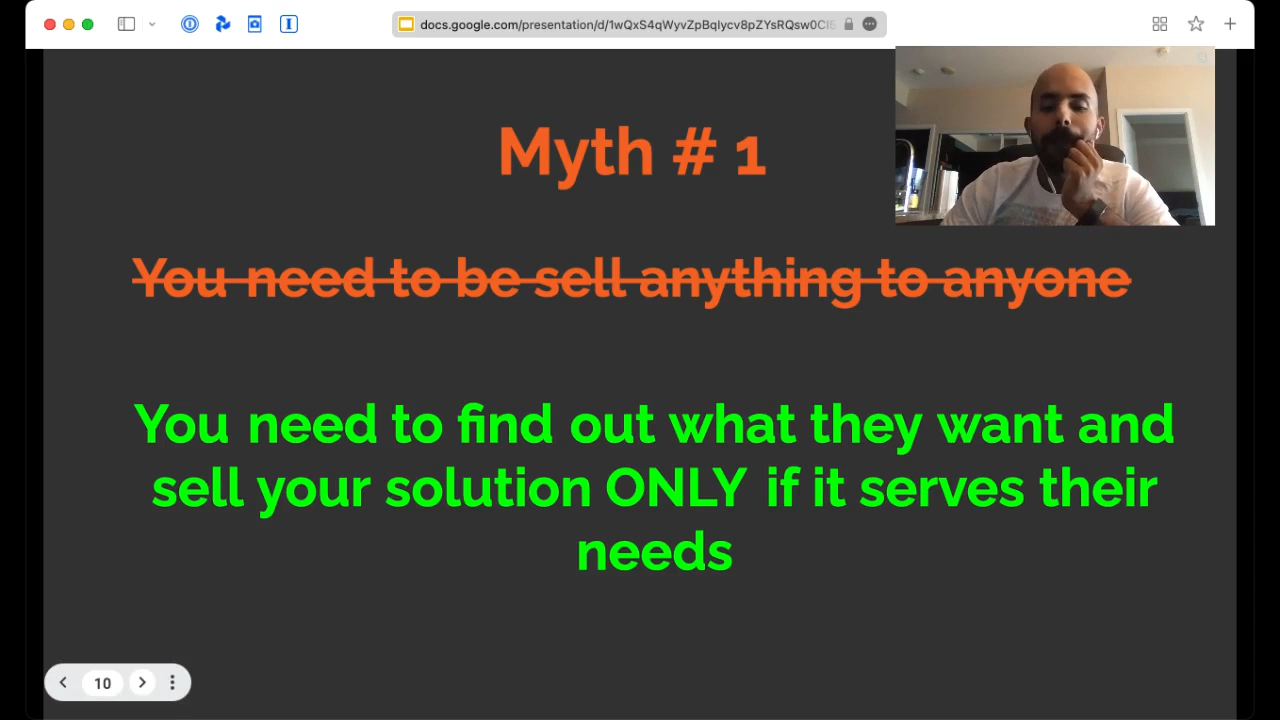 docs.google.com/presentation/d/1wQxS4qWyvZpBqlycv8pZYsRQsw0CI5
Myth # 1
You need to be sell anything to anyone
You need to find out what they want and
sell your solution ONLY if it serves their
needs
10